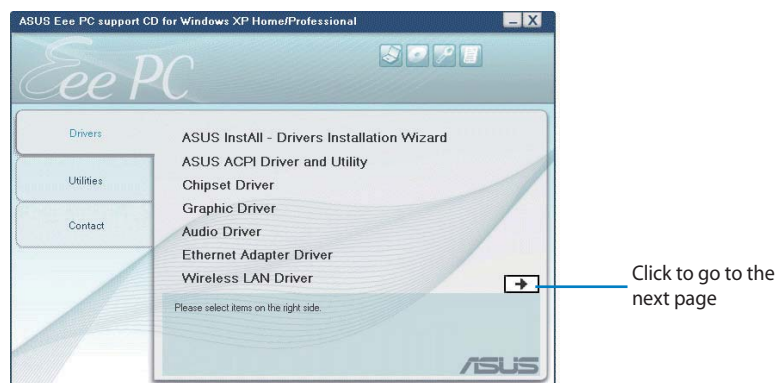 ASUS Eee PC support CD for Windows XP Home/Professional
Eee PC
Drivers
Utilities
Contact
ASUS InstAll - Drivers Installation Wizard
ASUS ACPI Driver and Utility
Chipset Driver
Graphic Driver
Audio Driver
Ethernet Adapter Driver
Wireless LAN Driver
Please select items on the right side.
ASUS
Click to go to the
next page